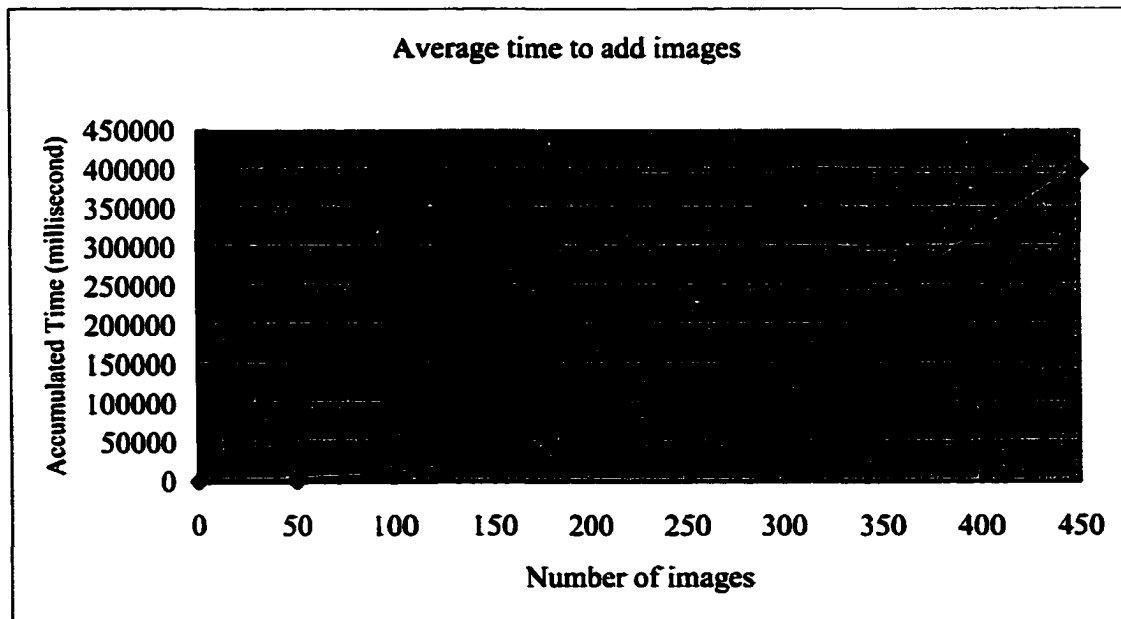 Average time to add images
Accumulated Time (millisecond)
450000
400000
350000
300000
250000
200000
150000
100000
50000
0
0 50 100 150 200 250 300 350 400 450
Number of images